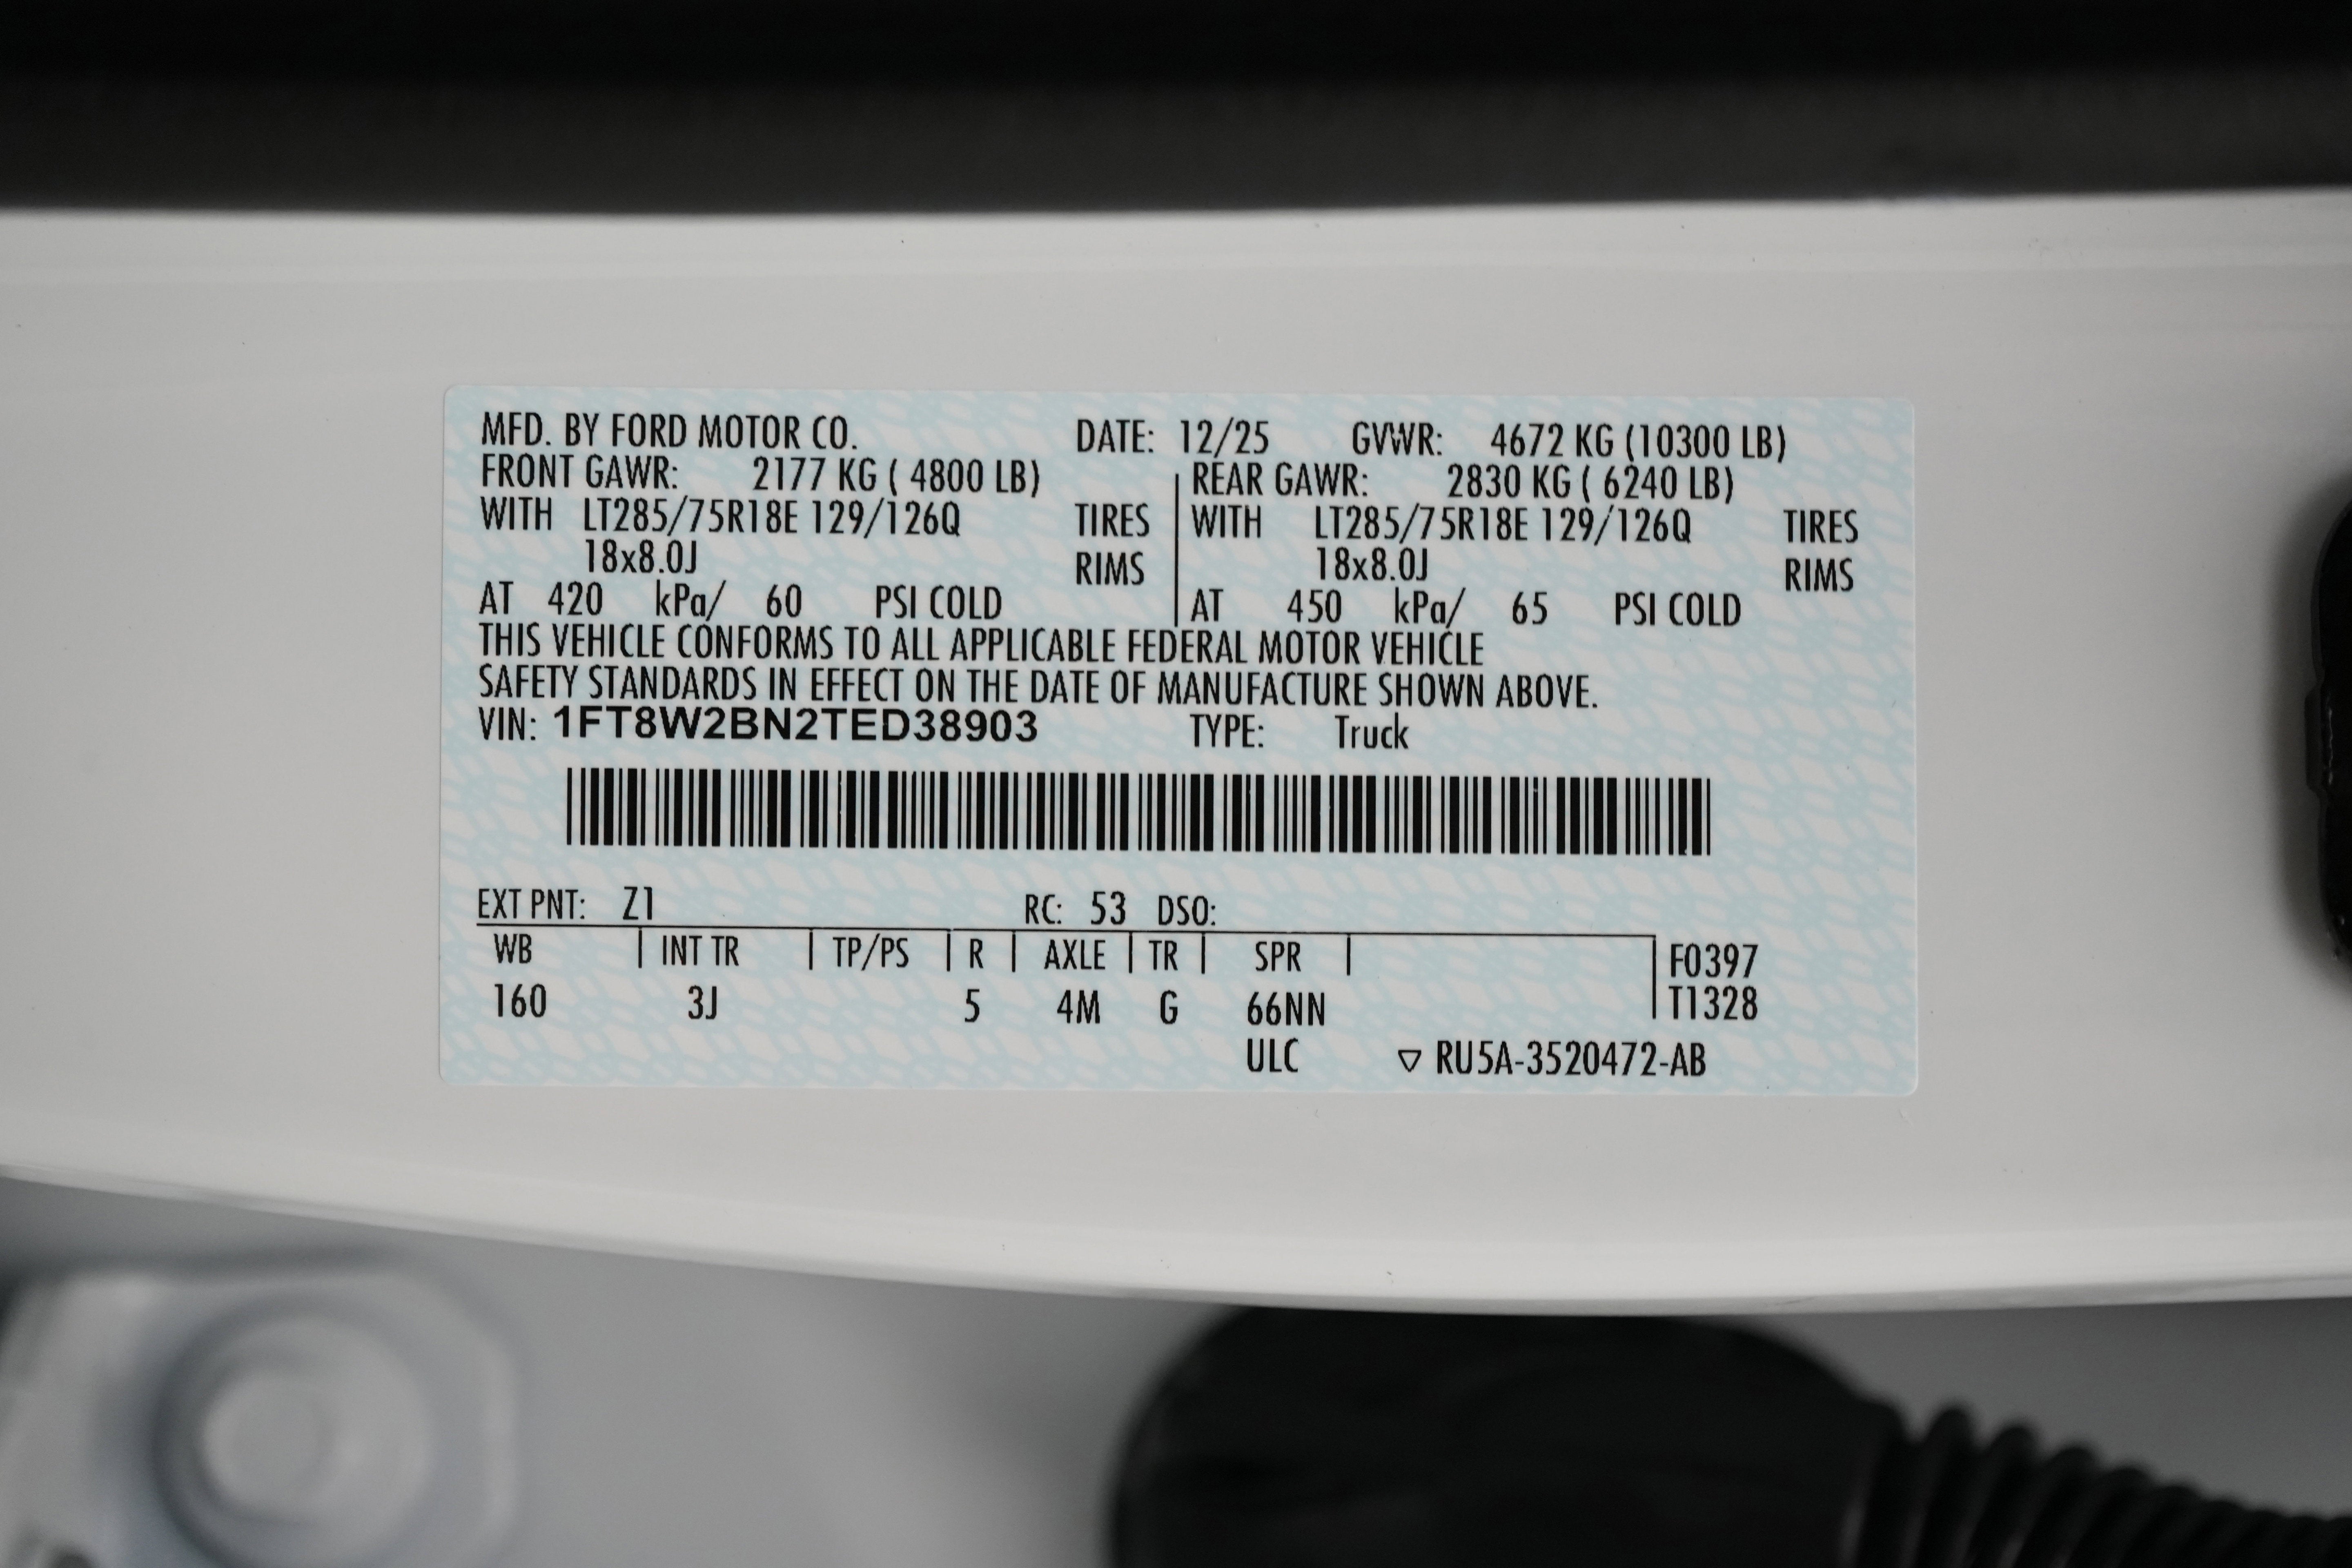 MFD. BY FORD MOTOR CO. DATE: 12/25 GVWR: 4672 KG (10300 LB)
FRONT GAWR: 2177 KG ( 4800 LB) REAR GAWR: 2830 KG ( 6240 LB)
WITH LT285/75R18E 129/126Q TIRES WITH LT285/75R18E 129/126Q TIRES
18x8.0J RIMS 18x8.0J RIMS
AT 420 kPa/ 60 PSI COLD AT 450 kPa/ 65 PSI COLD
THIS VEHICLE CONFORMS TO ALL APPLICABLE FEDERAL MOTOR VEHICLE
SAFETY STANDARDS IN EFFECT ON THE DATE OF MANUFACTURE SHOWN ABOVE.
VIN: 1FT8W2BN2TED38903 TYPE: Truck
EXT PNT: Z1 RC: 53 DSO:
WB INT TR TP/PS R AXLE TR SPR F0397
160 3J 5 4M G 66NN T1328
ULC ▽ RU5A-3520472-AB